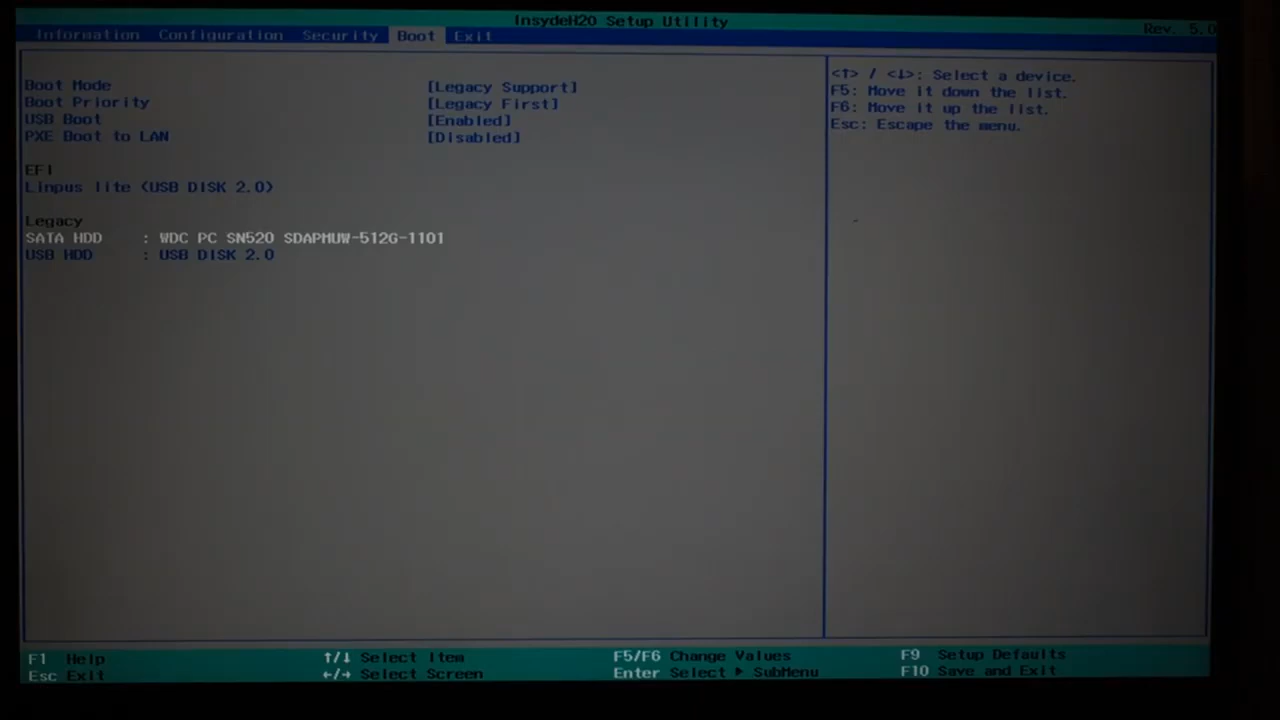 InsydeH20 Setup Utility
Rev. 5.0
Information Configuration Security Boot Exit
Boot Mode [Legacy Support]
Boot Priority [Legacy First]
USB Boot [Enabled]
PXE Boot to LAN [Disabled]
EFI
Linpus lite (USB DISK 2.0)
Legacy
SATA HDD : WDC PC SN520 SDAPMUW-512G-1101
USB HDD : USB DISK 2.0
<↑> / <↓>: Select a device.
F5: Move it down the list.
F6: Move it up the list.
Esc: Escape the menu.
F1 Help ↑/↓ Select Item F5/F6 Change Values F9 Setup Defaults
Esc Exit ←/→ Select Screen Enter Select ▶ SubMenu F10 Save and Exit